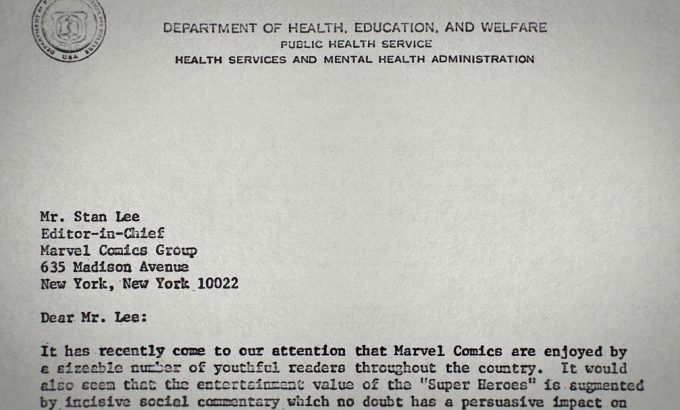 DEPARTMENT OF HEALTH, EDUCATION, AND WELFARE
PUBLIC HEALTH SERVICE
HEALTH SERVICES AND MENTAL HEALTH ADMINISTRATION
USA
Mr. Stan Lee
Editor-in-Chief
Marvel Comics Group
635 Madison Avenue
New York, New York 10022
Dear Mr. Lee:
It has recently come to our attention that Marvel Comics are enjoyed by
a sizeable number of youthful readers throughout the country. It would
also seem that the entertainment value of the "Super Heroes" is augmented
by incisive social commentary which no doubt has a persuasive impact on